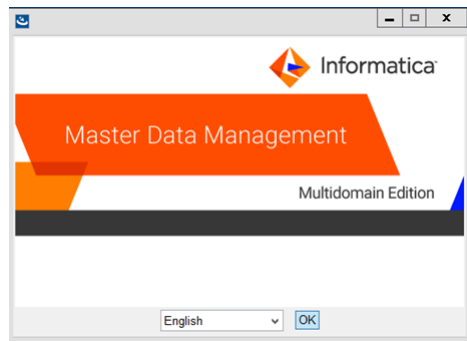 Informatica
Master Data Management
Multidomain Edition
English
OK